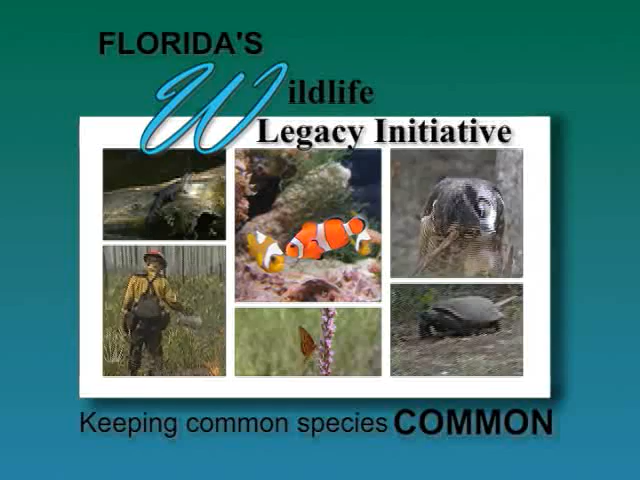 FLORIDA'S
Wildlife
Legacy Initiative
Keeping common species COMMON